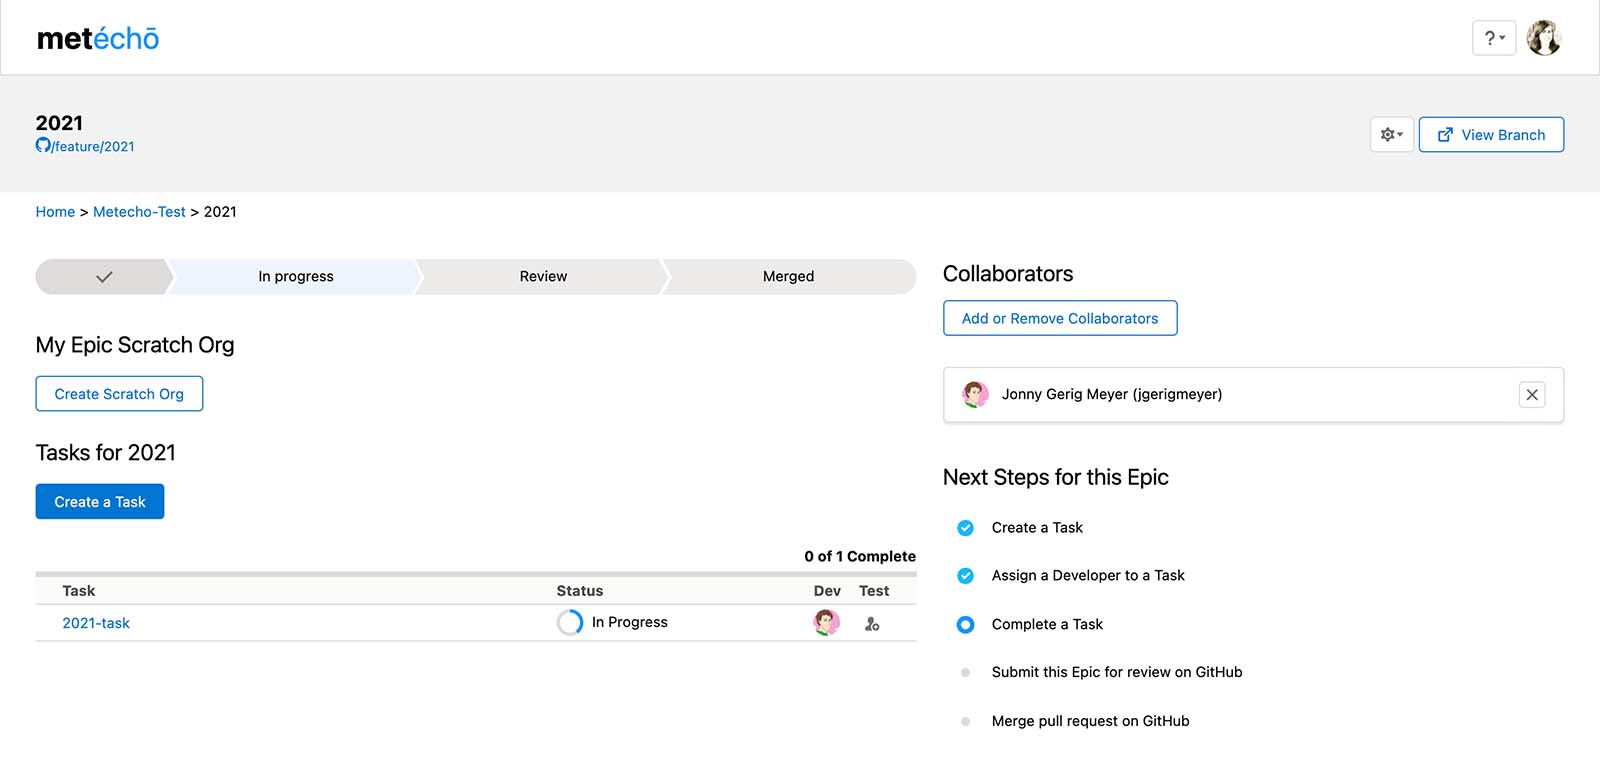 metéchō
?
2021
/feature/2021
View Branch
Home > Metecho-Test > 2021
In progress
Review
Merged
My Epic Scratch Org
Create Scratch Org
Tasks for 2021
Create a Task
0 of 1 Complete
Task Status Dev Test
2021-task In Progress
Collaborators
Add or Remove Collaborators
Jonny Gerig Meyer (jgerigmeyer)
Next Steps for this Epic
Create a Task
Assign a Developer to a Task
Complete a Task
Submit this Epic for review on GitHub
Merge pull request on GitHub